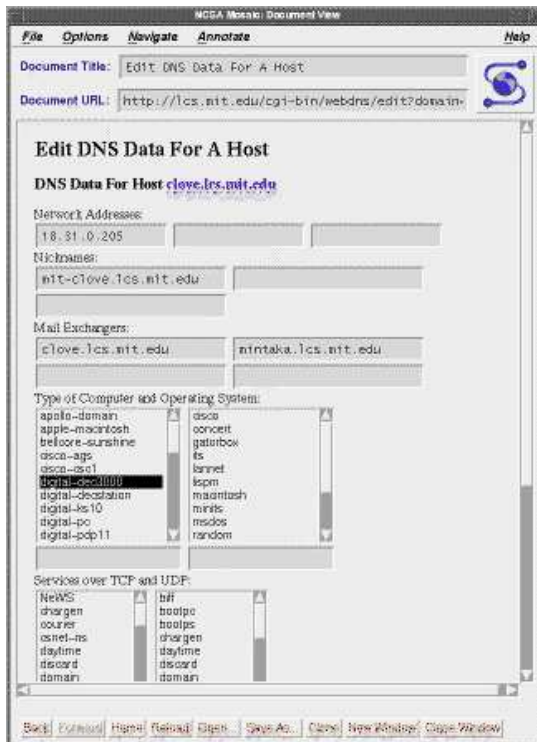 NCSA Mosaic: Document View
File Options Navigate Annotate Help
Document Title: Edit DNS Data For A Host
Document URL: http://lcs.mit.edu/cgi-bin/webdns/edit?domain=
Edit DNS Data For A Host
DNS Data For Host clove.lcs.mit.edu
Network Addresses:
18.31.0.205
Nicknames:
mit-clove.lcs.mit.edu
Mail Exchangers:
clove.lcs.mit.edu mintaka.lcs.mit.edu
Type of Computer and Operating System:
apollo-domain cisco
apple-macintosh concert
bellcore-sunshine gatorbox
cisco-ags its
cisco-csc1 lannet
digital-dec3000 lispm
digital-decstation macintosh
digital-ks10 minits
digital-pc msdos
digital-pdp11 random
Services over TCP and UDP:
NeWS biff
chargen bootpc
courier bootps
csnet-ns chargen
daytime daytime
discard discard
domain domain
Back Forward Home Reload Open... Save As... Clone New Window Close Window